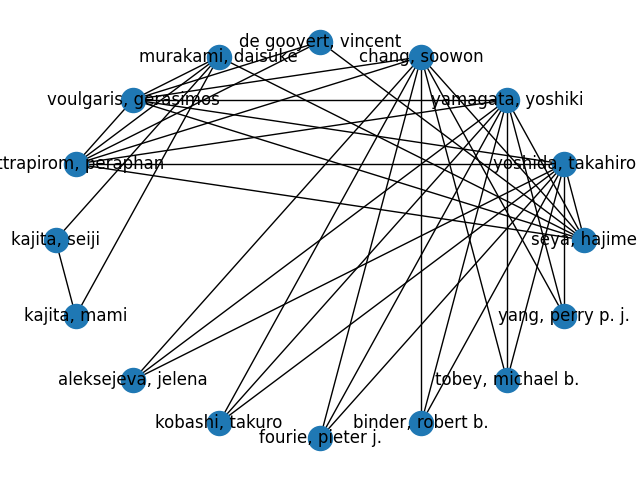 de gooyert, vincent
murakami, daisuke
chang, soowon
voulgaris, gerasimos
yamagata, yoshiki
ttrapirom, peraphan
yoshida, takahiro
kajita, seiji
seya, hajime
kajita, mami
yang, perry p. j.
aleksejeva, jelena
tobey, michael b.
kobashi, takuro
binder, robert b.
fourie, pieter j.